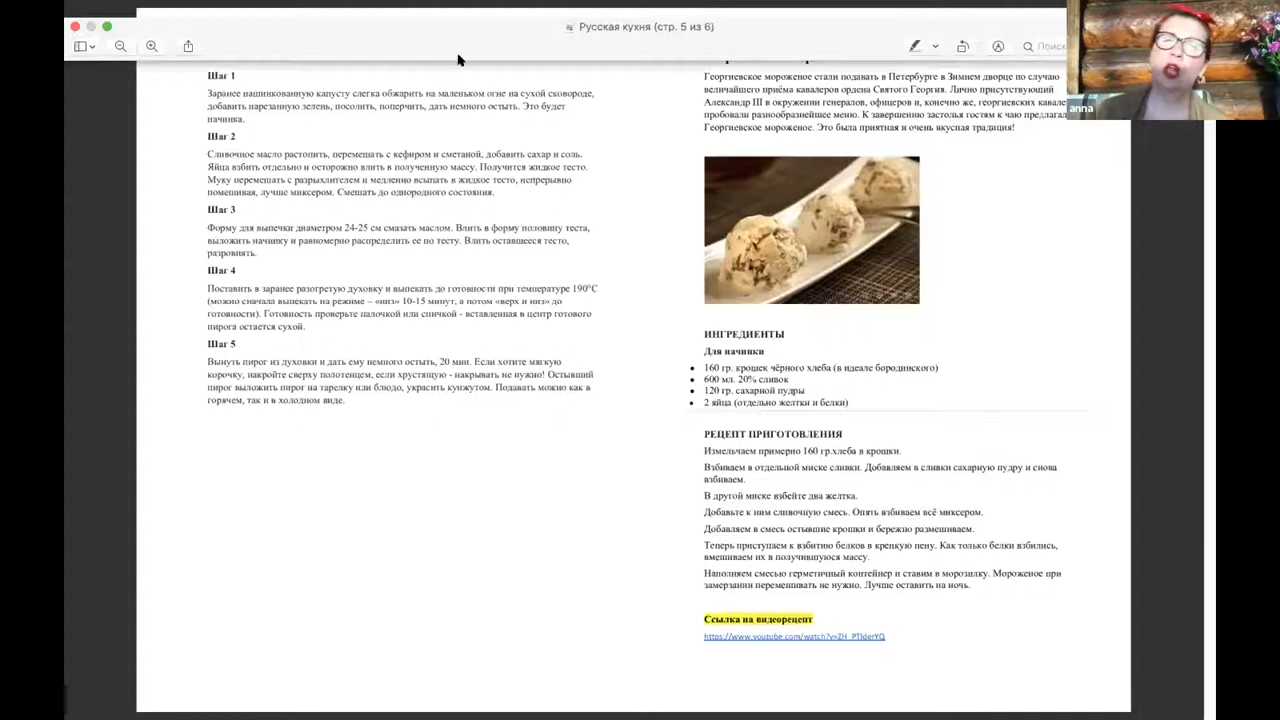 Русская кухня (стр. 5 из 6)
Поиск
anna
Шаг 1
Заранее нашинкованную капусту слегка обжарить на маленьком огне на сухой сковороде,
добавить нарезанную зелень, посолить, поперчить, дать немного остыть. Это будет
начинка.
Шаг 2
Сливочное масло растопить, перемешать с кефиром и сметаной, добавить сахар и соль.
Яйца взбить отдельно и осторожно влить в полученную массу. Получится жидкое тесто.
Муку перемешать с разрыхлителем и медленно всыпать в жидкое тесто, непрерывно
помешивая, лучше миксером. Смешать до однородного состояния.
Шаг 3
Форму для выпечки диаметром 24-25 см смазать маслом. Влить в форму половину теста,
выложить начинку и равномерно распределить ее по тесту. Влить оставшееся тесто,
разровнять.
Шаг 4
Поставить в заранее разогретую духовку и выпекать до готовности при температуре 190°С
(можно сначала выпекать на режиме – «низ» 10-15 минут, а потом «верх и низ» до
готовности). Готовность проверьте палочкой или спичкой - вставленная в центр готового
пирога остается сухой.
Шаг 5
Вынуть пирог из духовки и дать ему немного остыть, 20 мин. Если хотите мягкую
корочку, накройте сверху полотенцем, если хрустящую - накрывать не нужно! Остывший
пирог выложить пирог на тарелку или блюдо, украсить кунжутом. Подавать можно как в
горячем, так и в холодном виде.
Георгиевское мороженое стали подавать в Петербурге в Зимнем дворце по случаю
величайшего приёма кавалеров ордена Святого Георгия. Лично присутствующий
Александр III в окружении генералов, офицеров и, конечно же, георгиевских кавале
пробовали разнообразнейшее меню. К завершению застолья гостям к чаю предлагал
Георгиевское мороженое. Это была приятная и очень вкусная традиция!
ИНГРЕДИЕНТЫ
Для начинки
• 160 гр. крошек чёрного хлеба (в идеале бородинского)
• 600 мл. 20% сливок
• 120 гр. сахарной пудры
• 2 яйца (отдельно желтки и белки)
РЕЦЕПТ ПРИГОТОВЛЕНИЯ
Измельчаем примерно 160 гр.хлеба в крошки.
Взбиваем в отдельной миске сливки. Добавляем в сливки сахарную пудру и снова
взбиваем.
В другой миске взбейте два желтка.
Добавьте к ним сливочную смесь. Опять взбиваем всё миксером.
Добавляем в смесь остывшие крошки и бережно размешиваем.
Теперь приступаем к взбитию белков в крепкую пену. Как только белки взбились,
вмешиваем их в получившуюся массу.
Наполняем смесью герметичный контейнер и ставим в морозилку. Мороженое при
замерзании перемешивать не нужно. Лучше оставить на ночь.
Ссылка на видеорецепт
https://www.youtube.com/watch?v=ZH_PTlderYQ